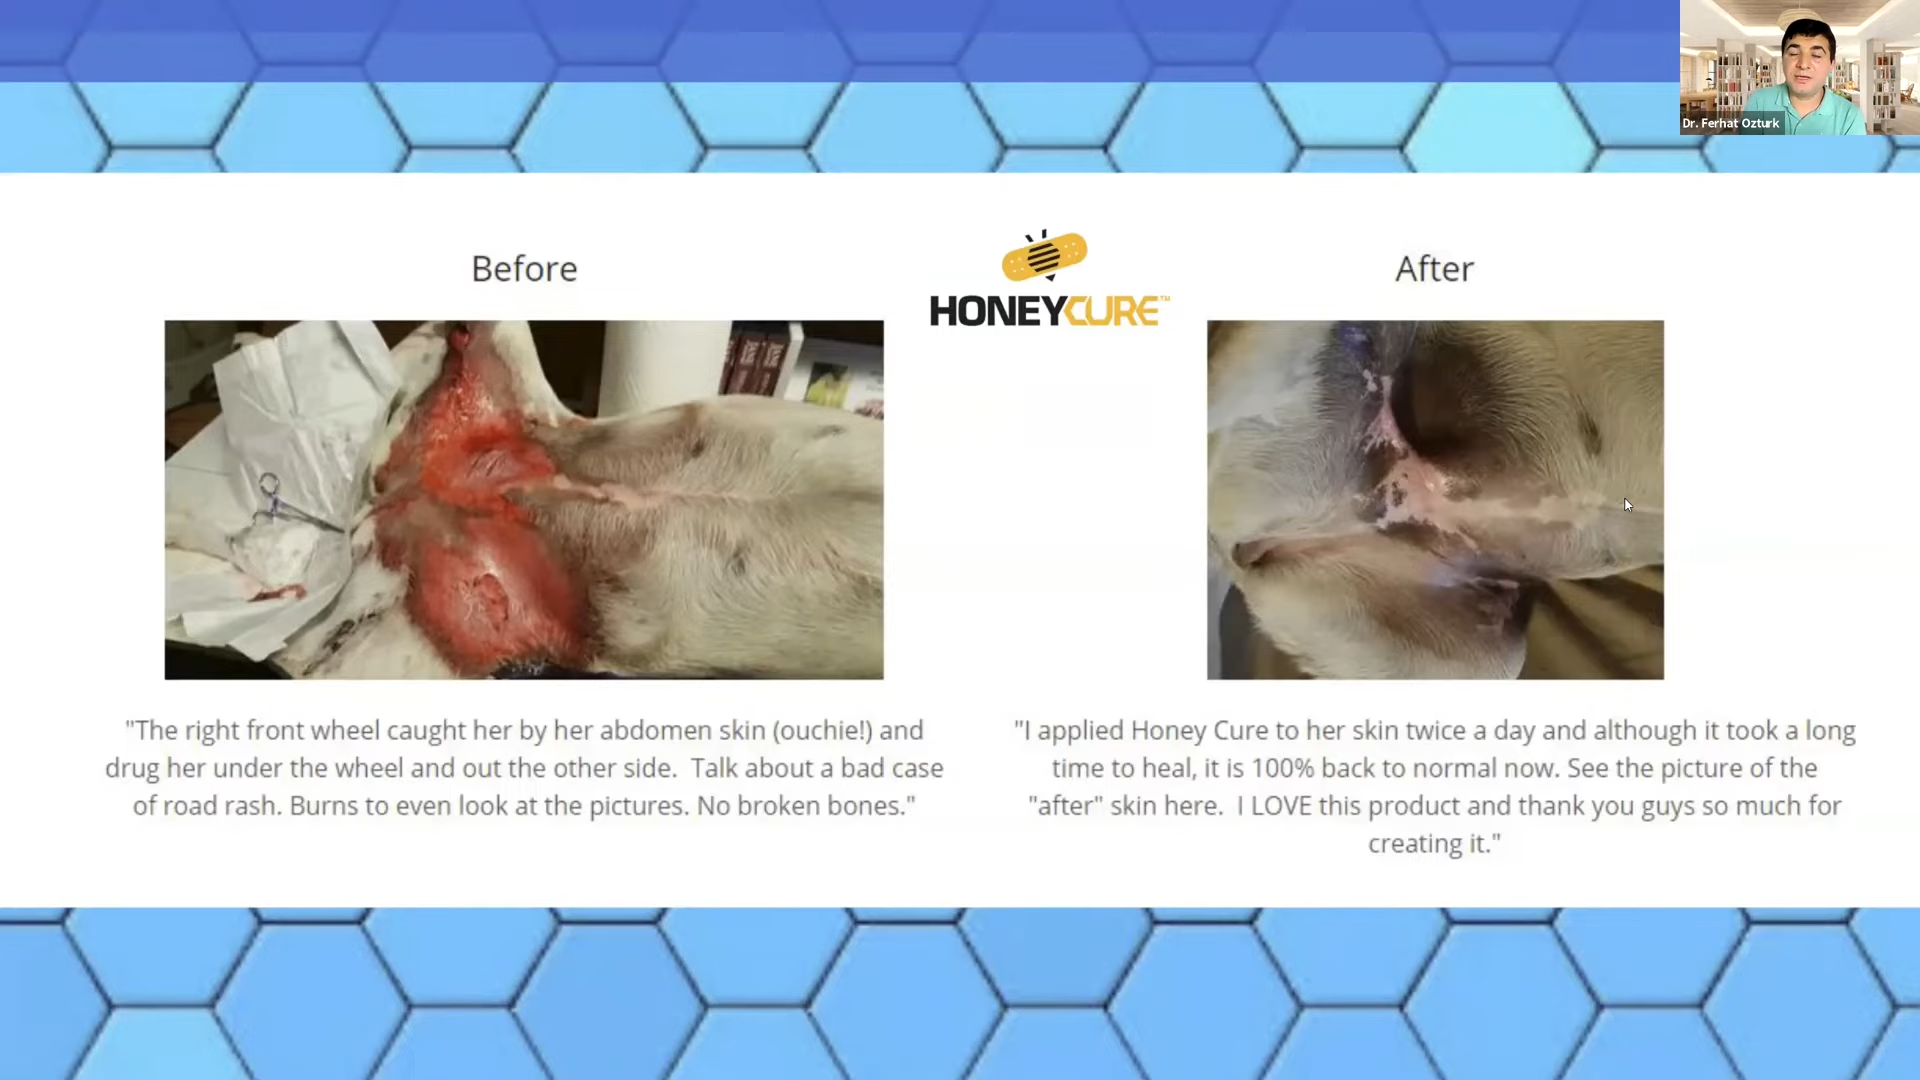 Dr. Ferhat Ozturk
Before
HONEYCURE™
After
"The right front wheel caught her by her abdomen skin (ouchie!) and
drug her under the wheel and out the other side.  Talk about a bad case
of road rash. Burns to even look at the pictures. No broken bones."
"I applied Honey Cure to her skin twice a day and although it took a long
time to heal, it is 100% back to normal now. See the picture of the
"after" skin here.  I LOVE this product and thank you guys so much for
creating it."